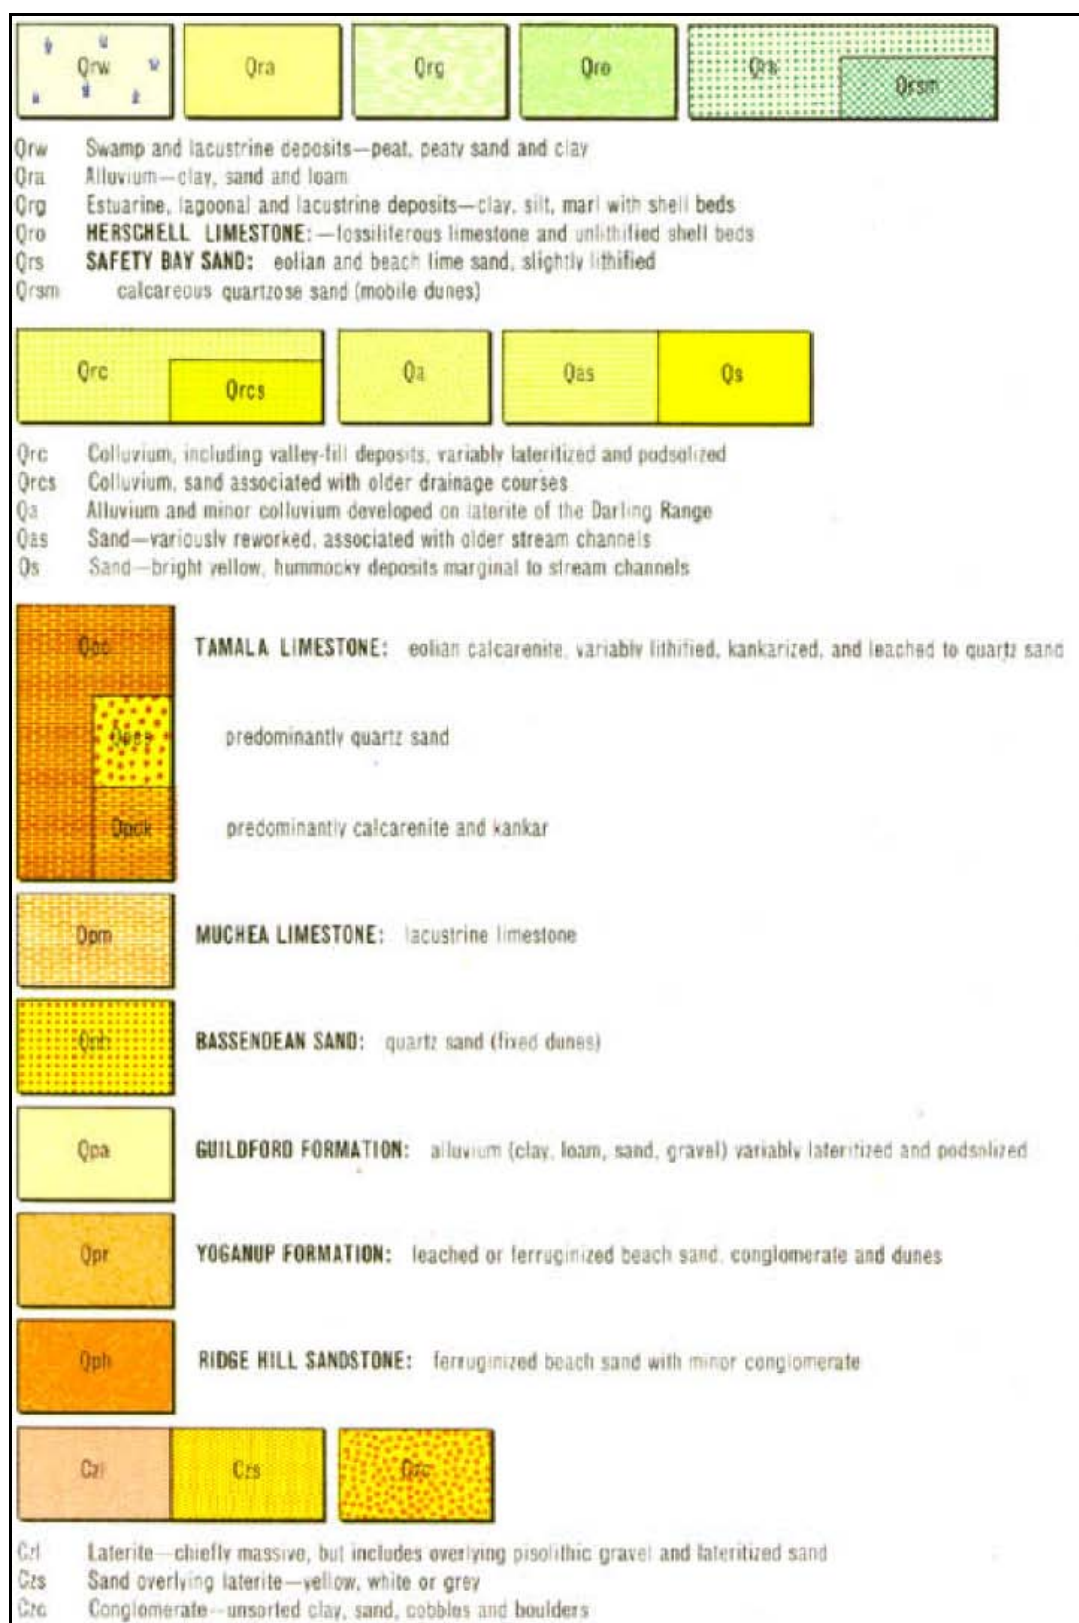 Qrw Qra Qrg Qro Qrs Qrsm
Qrw Swamp and lacustrine deposits—peat, peaty sand and clay
Qra Alluvium—clay, sand and loam
Qrg Estuarine, lagoonal and lacustrine deposits—clay, silt, marl with shell beds
Qro HERSCHELL LIMESTONE:—fossiliferous limestone and unlithified shell beds
Qrs SAFETY BAY SAND: eolian and beach lime sand, slightly lithified
Qrsm calcareous quartzose sand (mobile dunes)
Qrc Qrcs Qa Qas Qs
Qrc Colluvium, including valley-fill deposits, variably lateritized and podsolized
Qrcs Colluvium, sand associated with older drainage courses
Qa Alluvium and minor colluvium developed on laterite of the Darling Range
Qas Sand—variously reworked, associated with older stream channels
Qs Sand—bright yellow, hummocky deposits marginal to stream channels
TAMALA LIMESTONE: eolian calcarenite, variably lithified, kankarized, and leached to quartz sand
predominantly quartz sand
Qpck predominantly calcarenite and kankar
Qpm MUCHEA LIMESTONE: lacustrine limestone
BASSENDEAN SAND: quartz sand (fixed dunes)
Qpa GUILDFORD FORMATION: alluvium (clay, loam, sand, gravel) variably lateritized and podsolized
Qpr YOGANUP FORMATION: leached or ferruginized beach sand, conglomerate and dunes
Qph RIDGE HILL SANDSTONE: ferruginized beach sand with minor conglomerate
Czl Czs
Czl Laterite—chiefly massive, but includes overlying pisolithic gravel and lateritized sand
Czs Sand overlying laterite—yellow, white or grey
Czc Conglomerate—unsorted clay, sand, cobbles and boulders